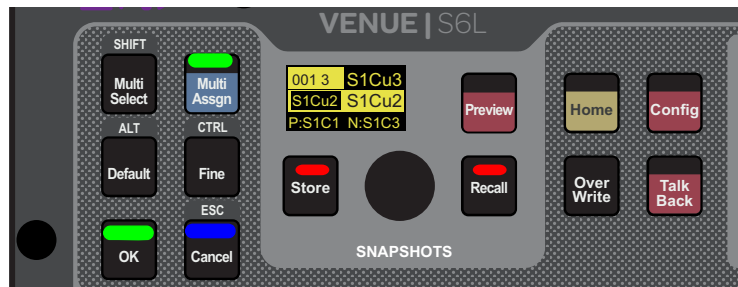 VENUE | S6L
SHIFT
Multi Select
Multi Assgn
ALT
CTRL
Default
Fine
ESC
OK
Cancel
001 3 S1Cu3
S1Cu2 S1Cu2
P:S1C1 N:S1C3
Preview
Store
Recall
SNAPSHOTS
Home
Config
Over Write
Talk Back